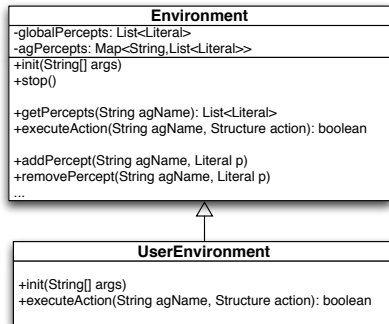 Environment
-globalPercepts: List<Literal>
-agPercepts: Map<String,List<Literal>>
+init(String[] args)
+stop()
+getPercepts(String agName): List<Literal>
+executeAction(String agName, Structure action): boolean
+addPercept(String agName, Literal p)
+removePercept(String agName, Literal p)
...
UserEnvironment
+init(String[] args)
+executeAction(String agName, Structure action): boolean